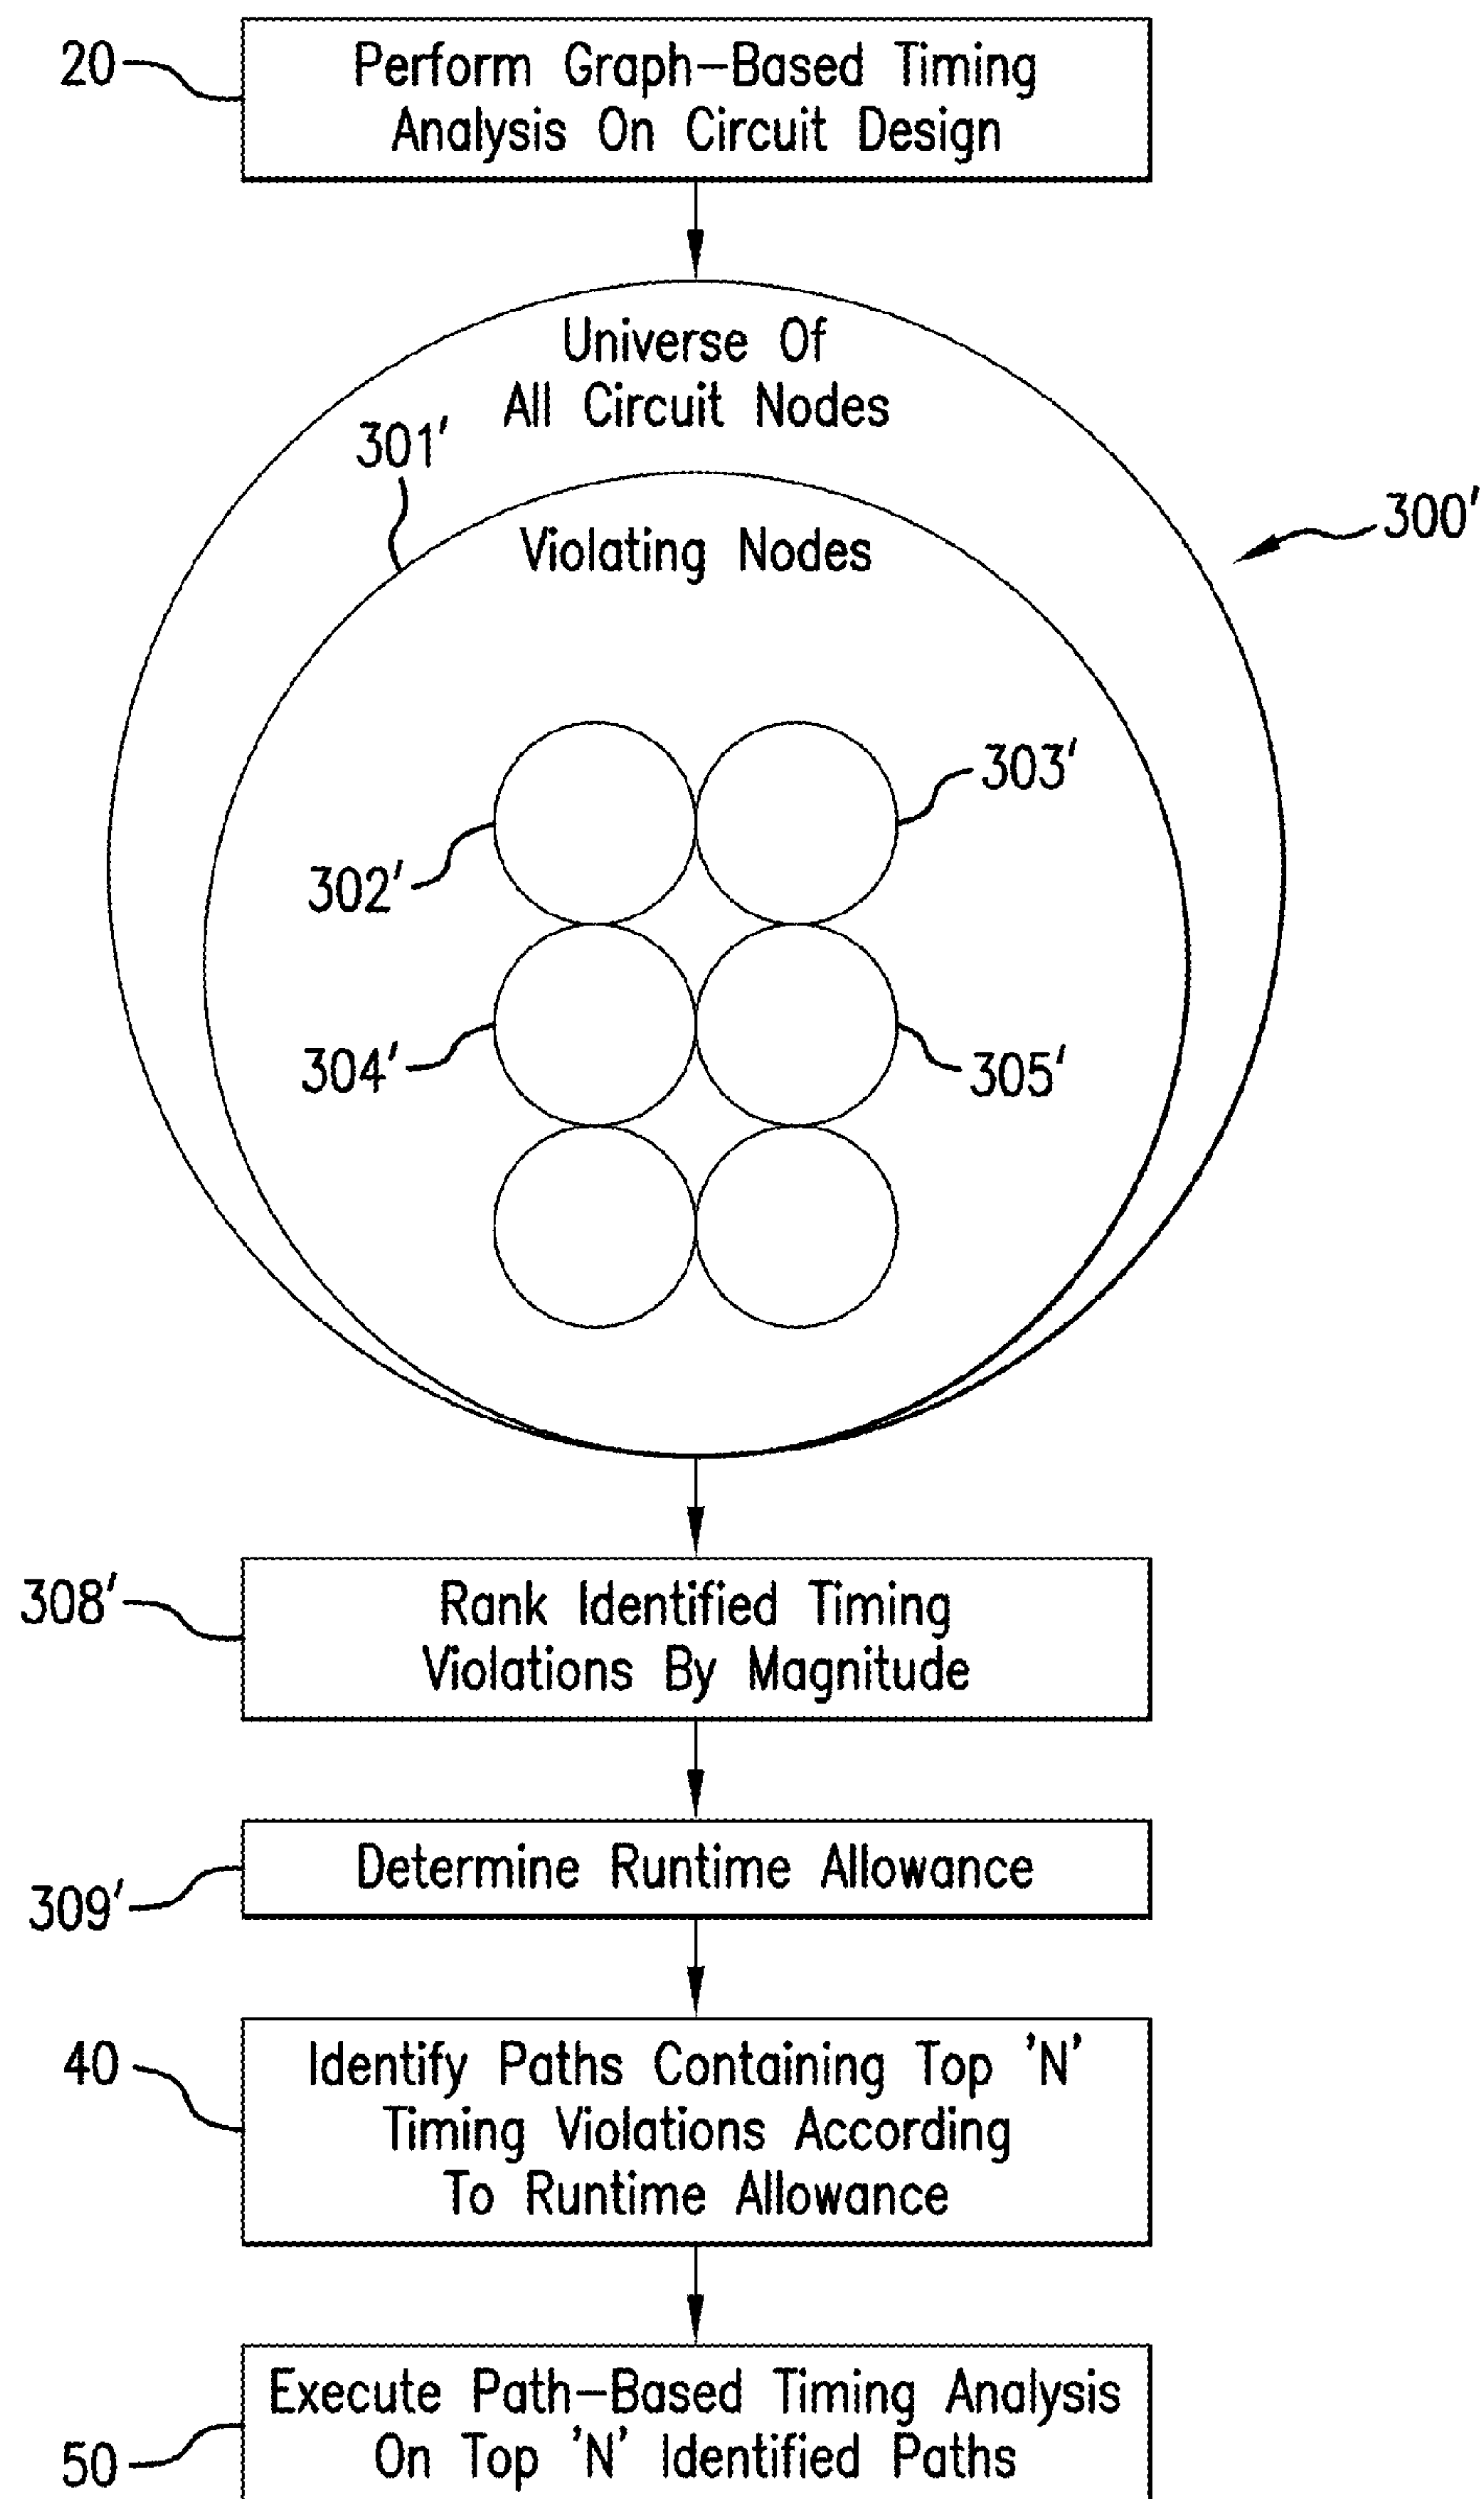 20
Perform Graph-Based Timing
Analysis On Circuit Design
Universe Of
All Circuit Nodes
301'
300'
Violating Nodes
303'
302'
304'
305'
308'
Rank Identified Timing
Violations By Magnitude
Determine Runtime Allowance
309'
40
Identify Paths Containing Top 'N'
Timing Violations According
To Runtime Allowance
Execute Path-Based Timing Analysis
On Top 'N' Identified Paths
50